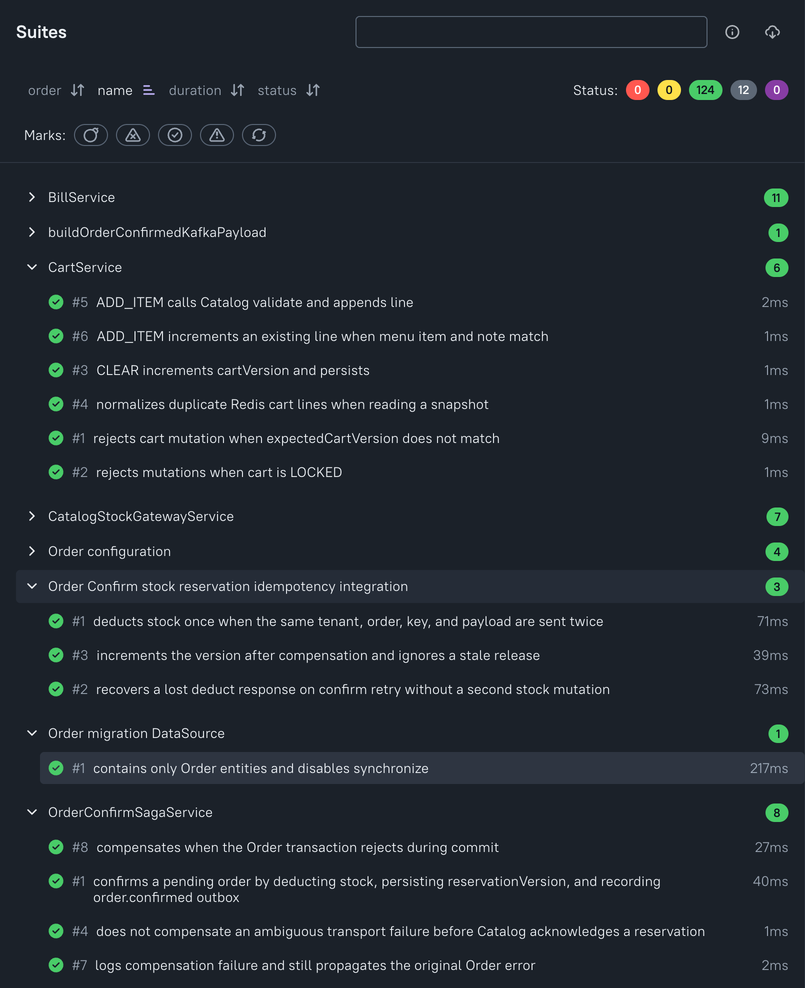 Suites
order name duration status Status: 0 0 124 12 0
Marks:
BillService 11
buildOrderConfirmedKafkaPayload 1
CartService 6
#5 ADD_ITEM calls Catalog validate and appends line 2ms
#6 ADD_ITEM increments an existing line when menu item and note match 1ms
#3 CLEAR increments cartVersion and persists 1ms
#4 normalizes duplicate Redis cart lines when reading a snapshot 1ms
#1 rejects cart mutation when expectedCartVersion does not match 9ms
#2 rejects mutations when cart is LOCKED 1ms
CatalogStockGatewayService 7
Order configuration 4
Order Confirm stock reservation idempotency integration 3
#1 deducts stock once when the same tenant, order, key, and payload are sent twice 71ms
#3 increments the version after compensation and ignores a stale release 39ms
#2 recovers a lost deduct response on confirm retry without a second stock mutation 73ms
Order migration DataSource 1
#1 contains only Order entities and disables synchronize 217ms
OrderConfirmSagaService 8
#8 compensates when the Order transaction rejects during commit 27ms
#1 confirms a pending order by deducting stock, persisting reservationVersion, and recording 40ms
order.confirmed outbox
#4 does not compensate an ambiguous transport failure before Catalog acknowledges a reservation 1ms
#7 logs compensation failure and still propagates the original Order error 2ms